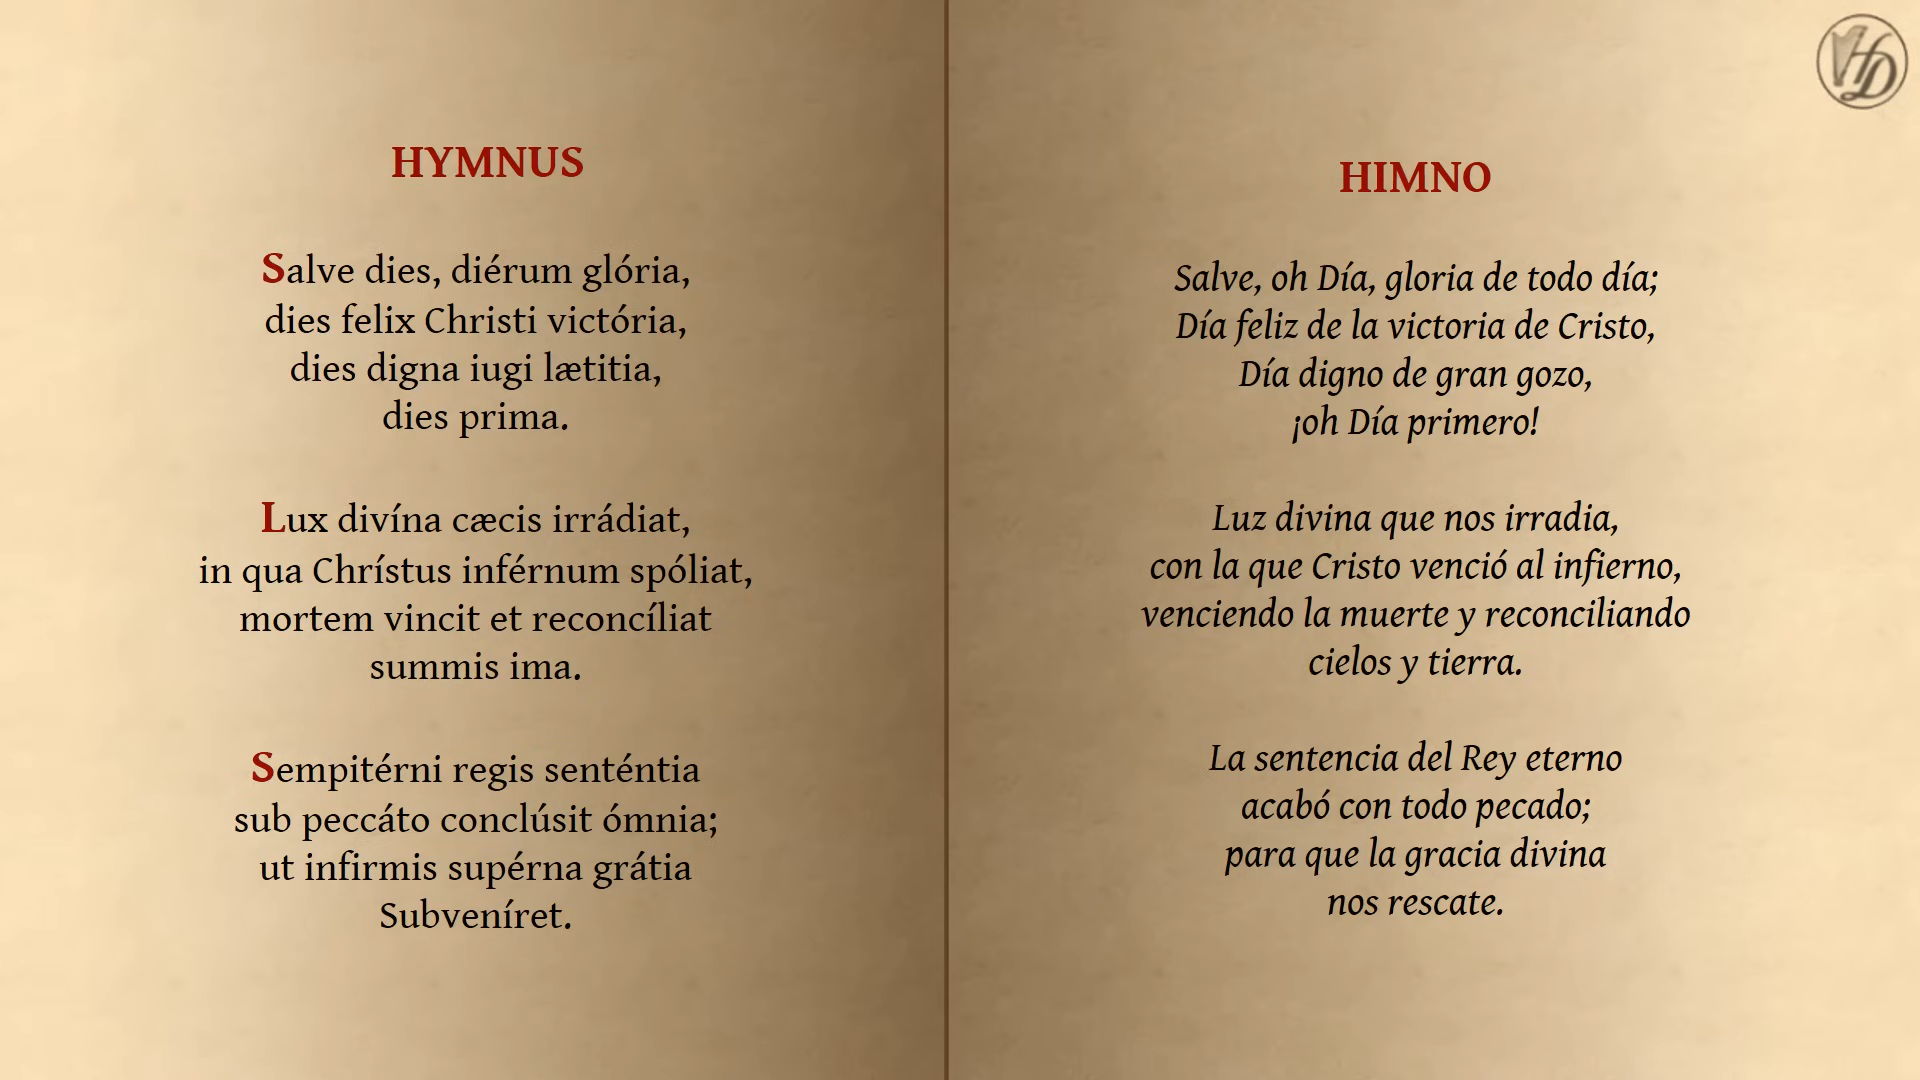 HYMNUS
Salve dies, diérum glória,
dies felix Christi victória,
dies digna iugi lætitia,
dies prima.
Lux divína cæcis irrádiat,
in qua Chrístus inférnum spóliat,
mortem vincit et reconcíliat
summis ima.
Sempitérni regis senténtia
sub peccáto conclúsit ómnia;
ut infirmis supérna grátia
Subveníret.
HIMNO
Salve, oh Día, gloria de todo día;
Día feliz de la victoria de Cristo,
Día digno de gran gozo,
¡oh Día primero!
Luz divina que nos irradia,
con la que Cristo venció al infierno,
venciendo la muerte y reconciliando
cielos y tierra.
La sentencia del Rey eterno
acabó con todo pecado;
para que la gracia divina
nos rescate.
HD